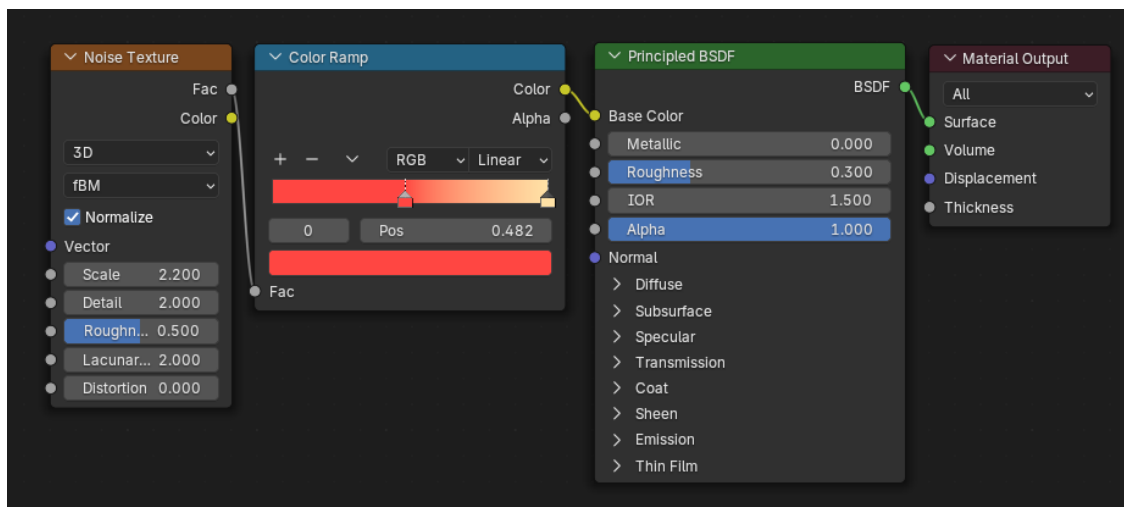 Noise Texture
Fac
Color
3D
fBM
Normalize
Vector
Scale 2.200
Detail 2.000
Roughn... 0.500
Lacunar... 2.000
Distortion 0.000
Color Ramp
Color
Alpha
RGB Linear
0 Pos 0.482
Fac
Principled BSDF
BSDF
Base Color
Metallic 0.000
Roughness 0.300
IOR 1.500
Alpha 1.000
Normal
Diffuse
Subsurface
Specular
Transmission
Coat
Sheen
Emission
Thin Film
Material Output
All
Surface
Volume
Displacement
Thickness